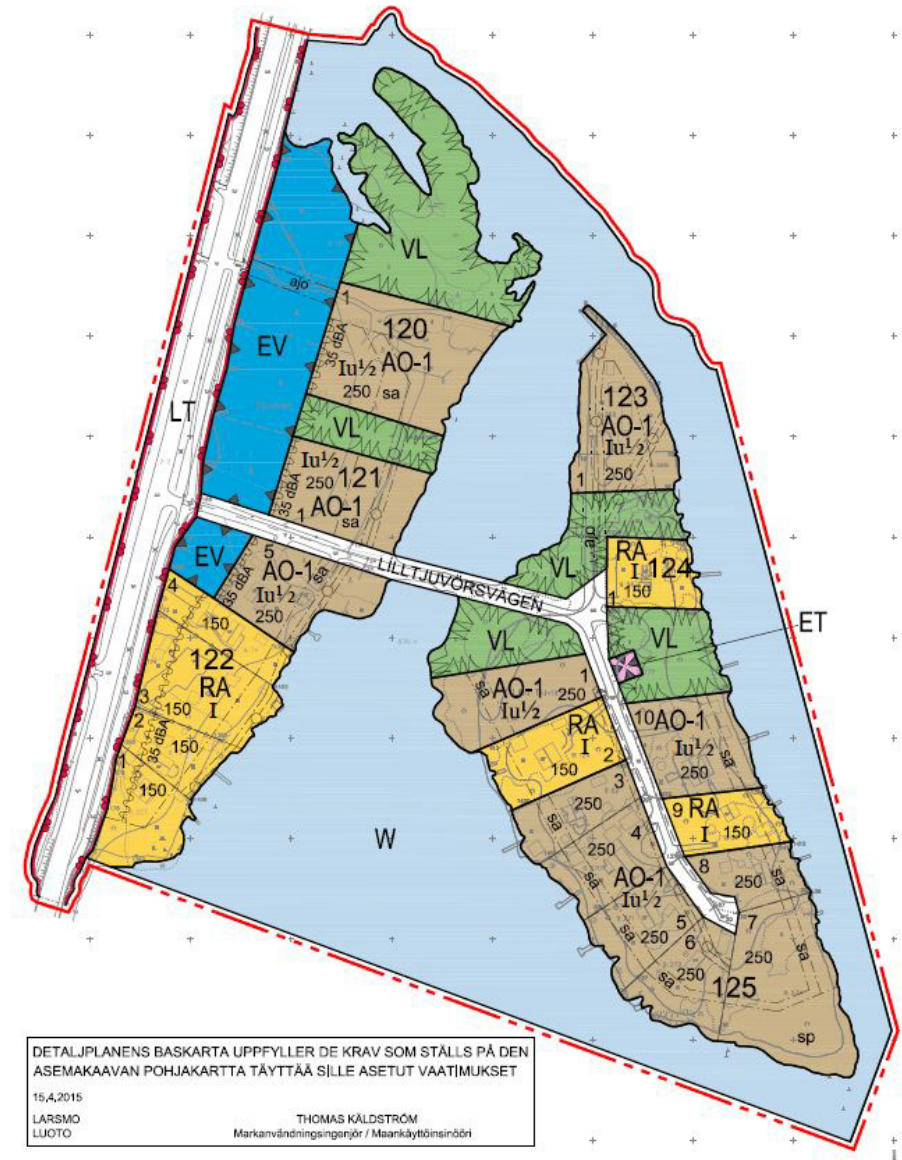 VL
ajo
1
120
35 dBA
EV
Iu½ AO-1
250
sa
123
AO-1
Iu½
250
1
LT
VL
Iu½
250 121
35 dBA
AO-1
1
sa
ajo
RA
I 124
150
1
EV
5
AO-1
Iu½
250
sa
35 dBA
LILLTJUVÖRSVÄGEN
VL
4
150
122
RA
I
3
150
2
150
35 dBA
1
150
VL
VL
ET
AO-1
1
250
Iu½
sa
10 AO-1
Iu½
250
sa
RA
I
2
150
3
250
sa
9 RA
I 150
4
250
8
250
AO-1
Iu½
sa
5
250
sa
6
250
7
250
sa
125
sp
W
DETALJPLANENS BASKARTA UPPFYLLER DE KRAV SOM STÄLLS PÅ DEN
ASEMAKAAVAN POHJAKARTTA TÄYTTÄÄ SILLE ASETUT VAATIMUKSET
15.4.2015
LARSMO THOMAS KÄLDSTRÖM
LUOTO Markanvändningsingenjör / Maankäyttöinsinööri